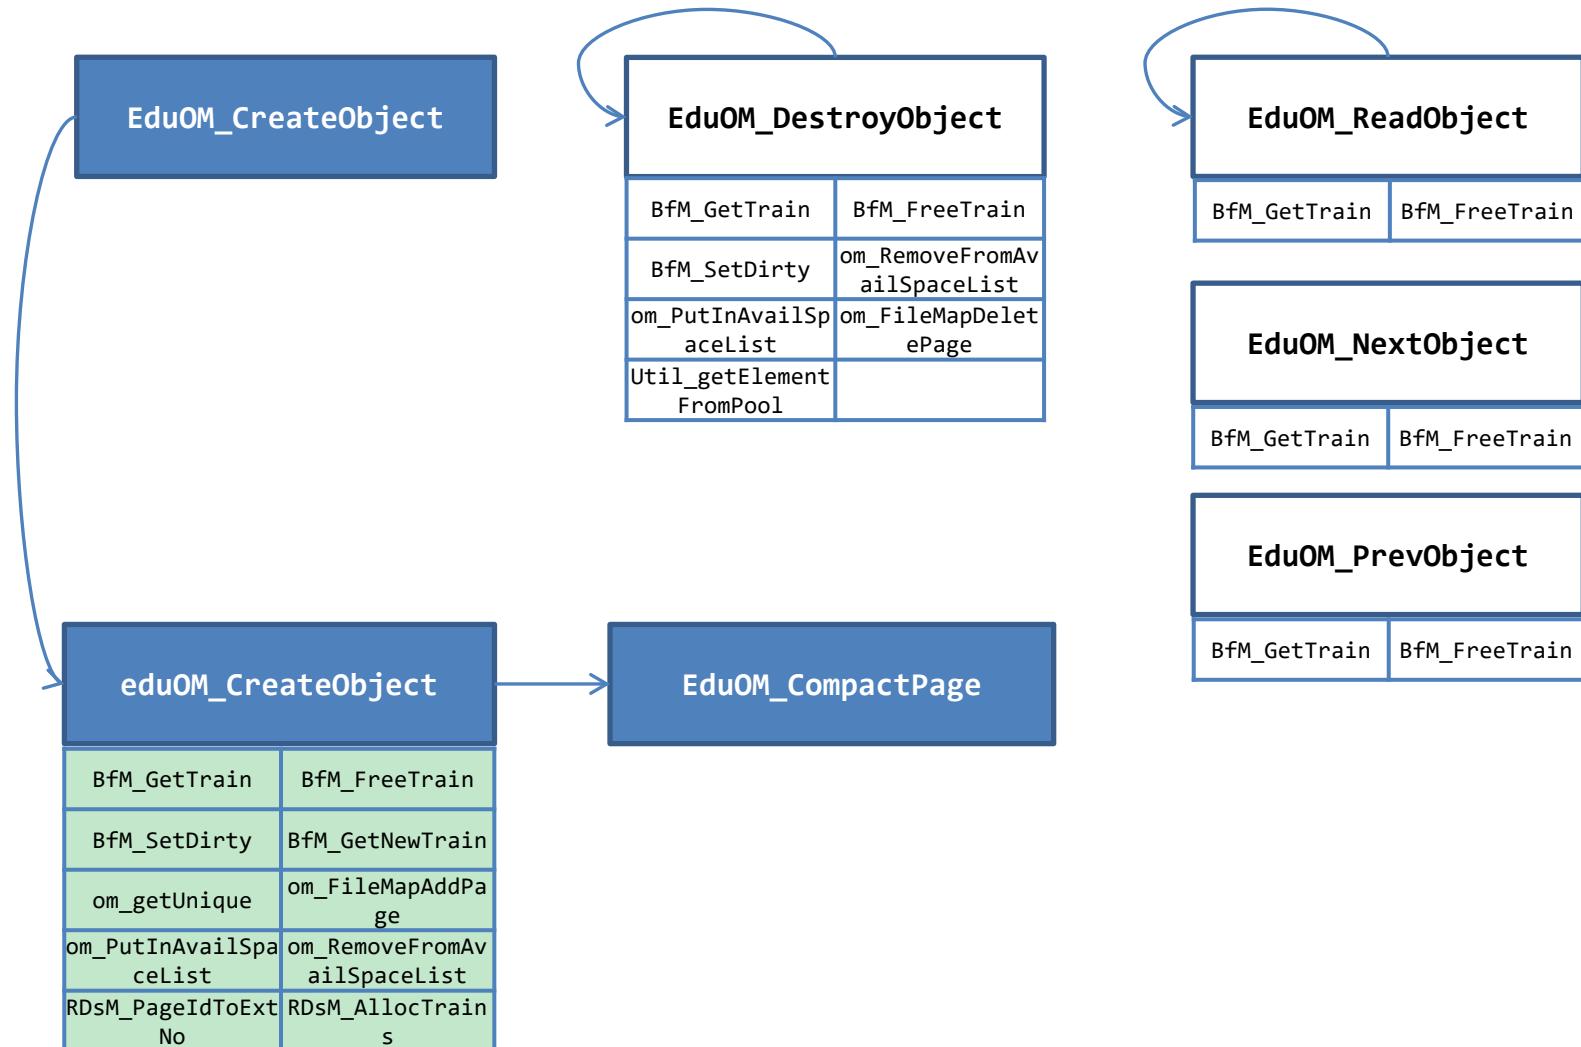 EduOM_CreateObject
EduOM_DestroyObject
BfM_GetTrain
BfM_FreeTrain
BfM_SetDirty
om_RemoveFromAv
ailSpaceList
om_PutInAvailSp
aceList
om_FileMapDelet
ePage
Util_getElement
FromPool
EduOM_ReadObject
BfM_GetTrain
BfM_FreeTrain
EduOM_NextObject
BfM_GetTrain
BfM_FreeTrain
EduOM_PrevObject
BfM_GetTrain
BfM_FreeTrain
eduOM_CreateObject
EduOM_CompactPage
BfM_GetTrain
BfM_FreeTrain
BfM_SetDirty
BfM_GetNewTrain
om_getUnique
om_FileMapAddPa
ge
om_PutInAvailSpa
ceList
om_RemoveFromAv
ailSpaceList
RDsM_PageIdToExt
No
RDsM_AllocTrain
s